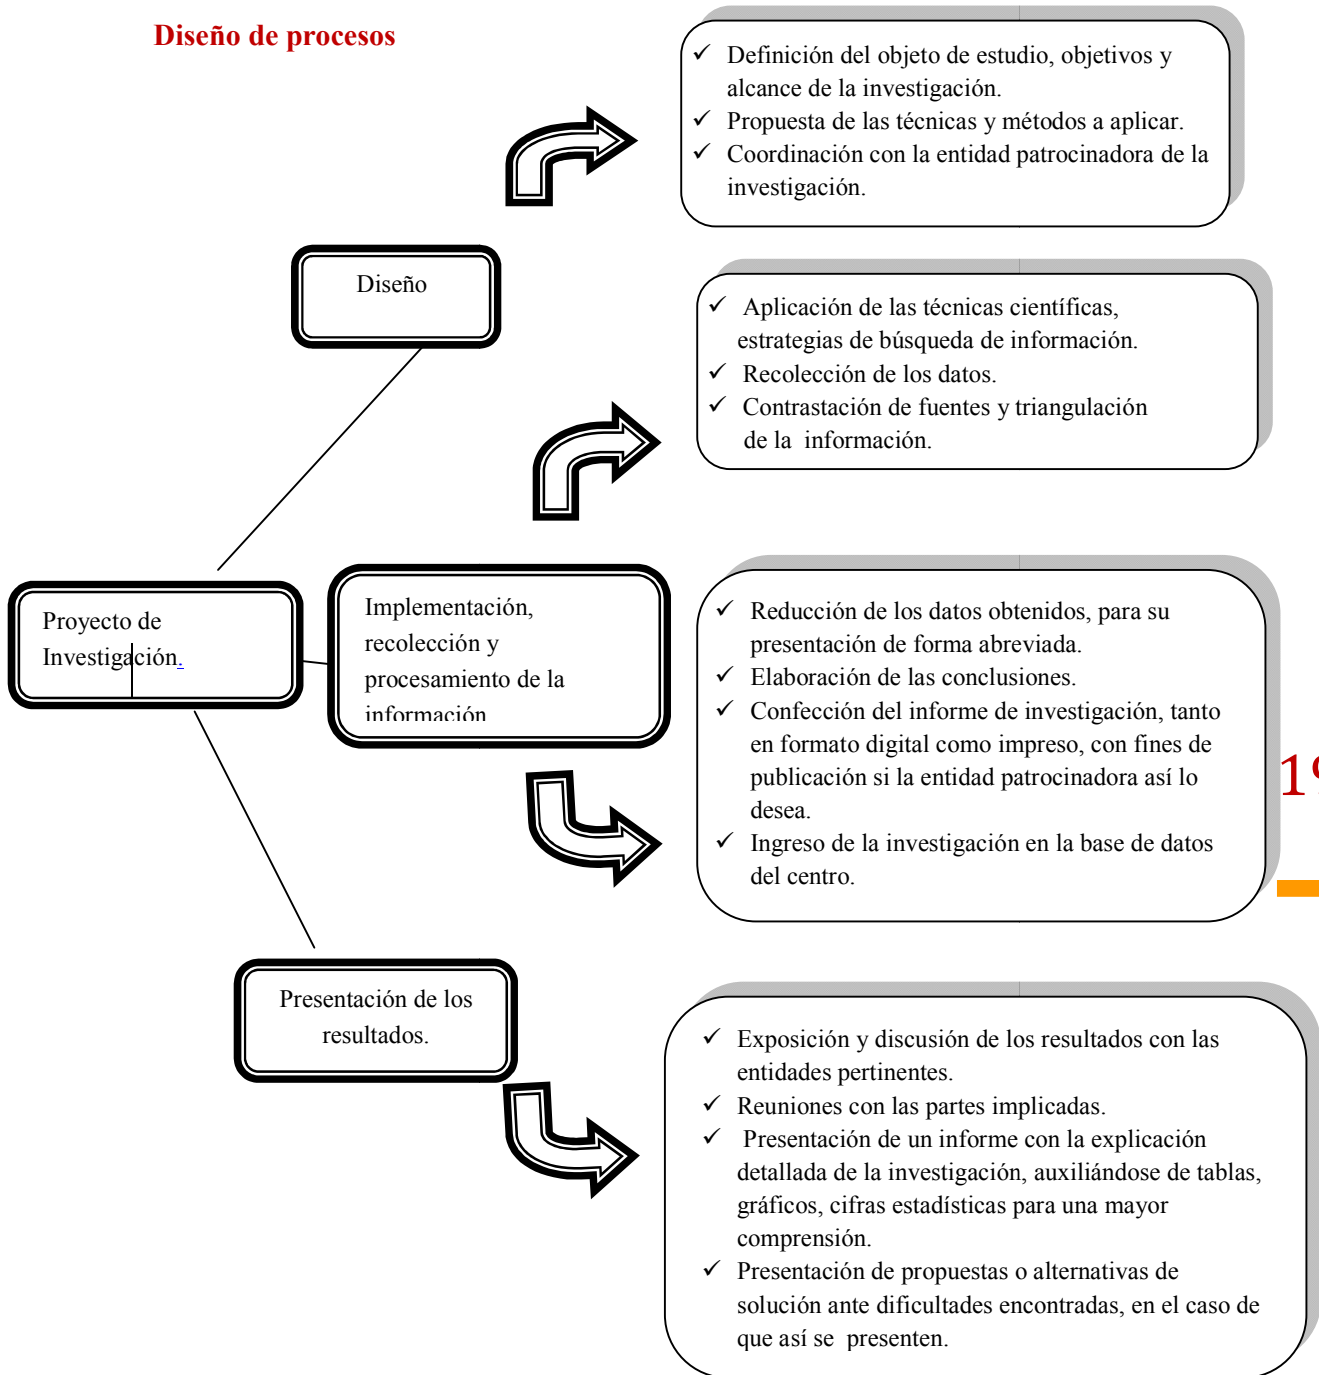 Diseño de procesos
✓ Definición del objeto de estudio, objetivos y
alcance de la investigación.
✓ Propuesta de las técnicas y métodos a aplicar.
✓ Coordinación con la entidad patrocinadora de la
investigación.
Diseño
✓ Aplicación de las técnicas científicas,
estrategias de búsqueda de información.
✓ Recolección de los datos.
✓ Contrastación de fuentes y triangulación
de la información.
Proyecto de
Investigación.
Implementación,
recolección y
procesamiento de la
información
✓ Reducción de los datos obtenidos, para su
presentación de forma abreviada.
✓ Elaboración de las conclusiones.
✓ Confección del informe de investigación, tanto
en formato digital como impreso, con fines de
publicación si la entidad patrocinadora así lo
desea.
✓ Ingreso de la investigación en la base de datos
del centro.
19
Presentación de los
resultados.
✓ Exposición y discusión de los resultados con las
entidades pertinentes.
✓ Reuniones con las partes implicadas.
✓ Presentación de un informe con la explicación
detallada de la investigación, auxiliándose de tablas,
gráficos, cifras estadísticas para una mayor
comprensión.
✓ Presentación de propuestas o alternativas de
solución ante dificultades encontradas, en el caso de
que así se presenten.